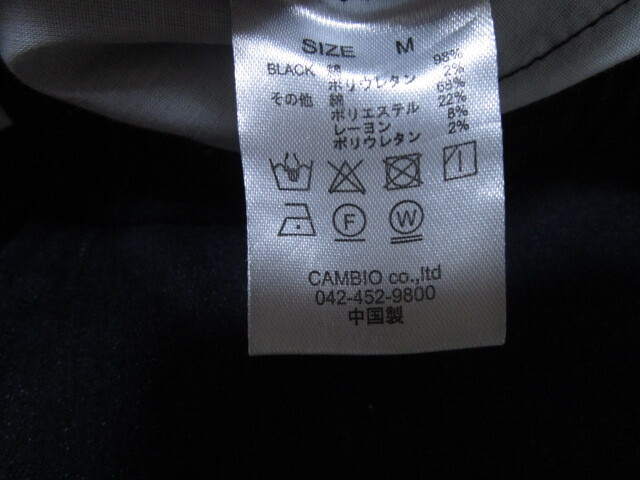 SIZE M
BLACK 綿 98%
ポリウレタン 2%
その他 綿 68%
ポリエステル 22%
レーヨン 8%
ポリウレタン 2%
F W
CAMBIO co.,ltd
042-452-9800
中国製